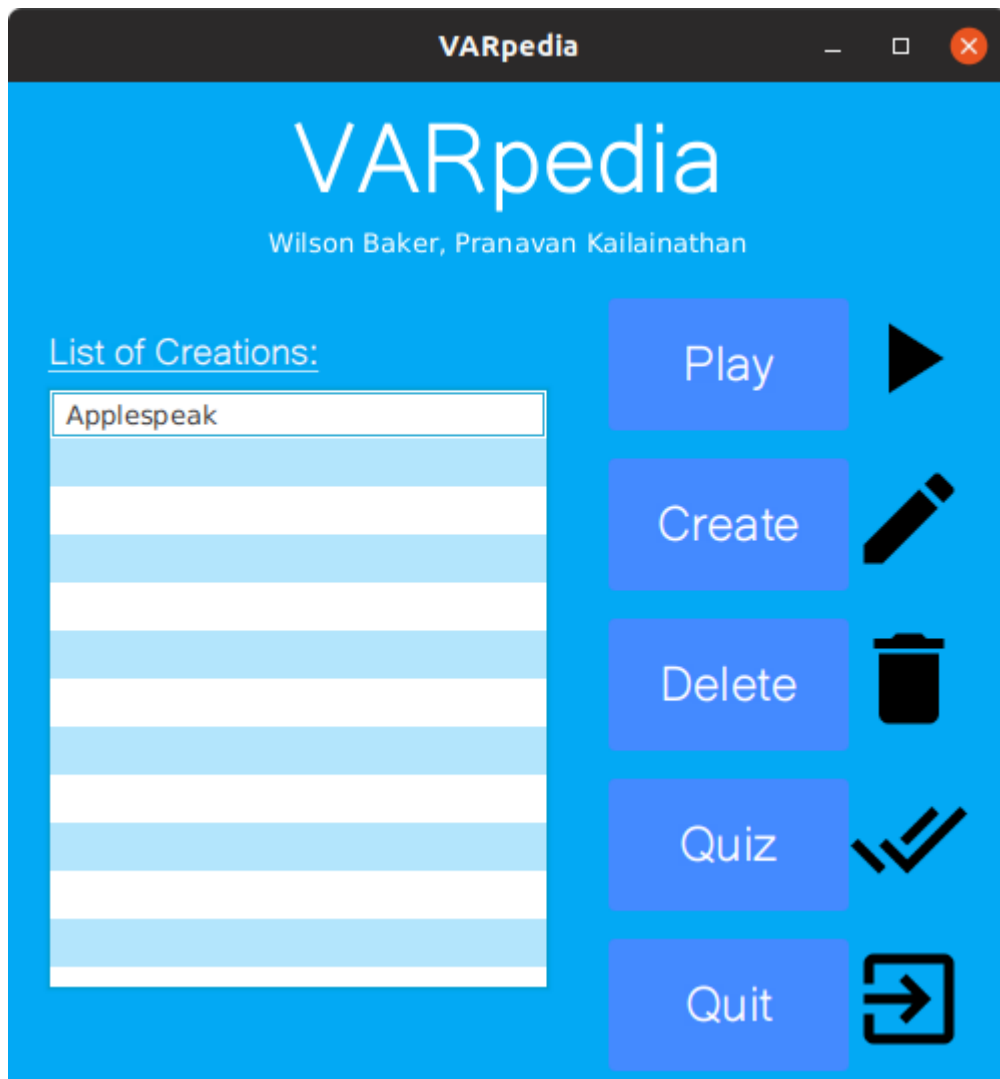 VARpedia
VARpedia
Wilson Baker, Pranavan Kailainathan
List of Creations:
Applespeak
Play
Create
Delete
Quiz
Quit